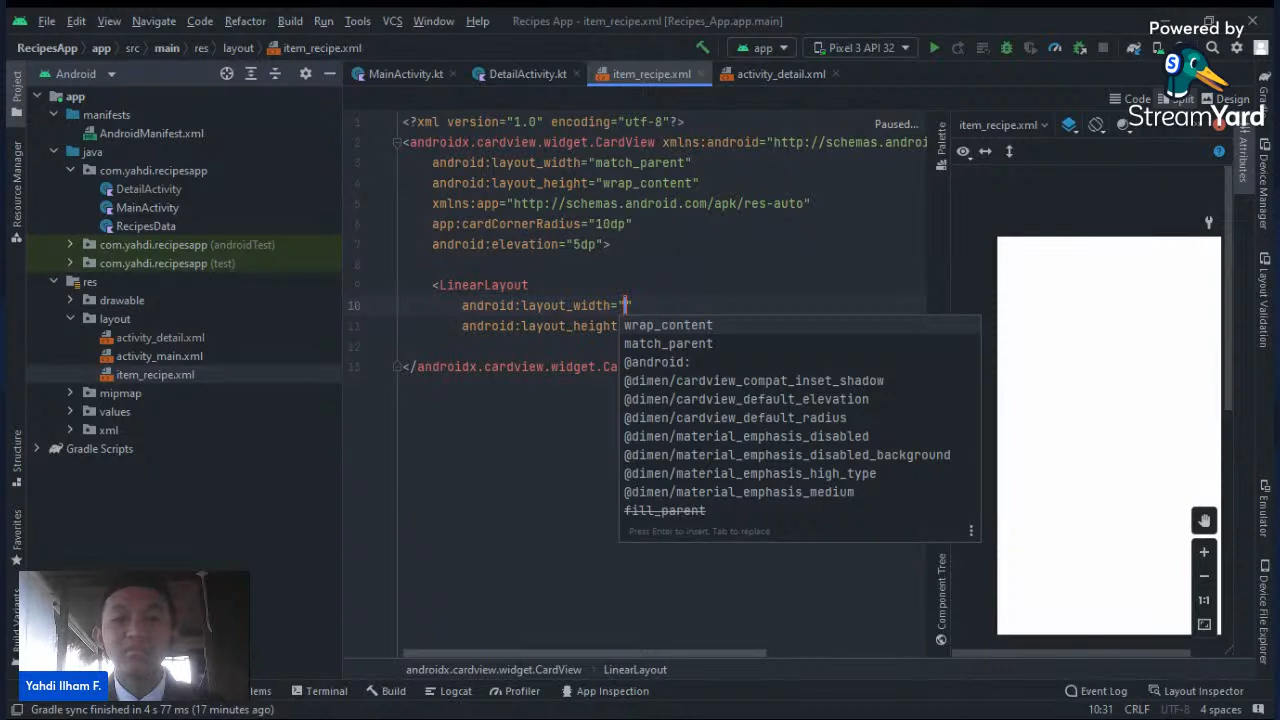 File Edit View Navigate Code Refactor Build Run Tools VCS Window Help Recipes App - item_recipe.xml [Recipes_App.app.main]
Powered by
StreamYard
RecipesApp app src main res layout item_recipe.xml app Pixel 3 API 32
Android
MainActivity.kt DetailActivity.kt item_recipe.xml activity_detail.xml
Code Split Design
Project
Resource Manager
Structure
Favorites
Build Variants
app
manifests
AndroidManifest.xml
java
com.yahdi.recipesapp
DetailActivity
MainActivity
RecipesData
com.yahdi.recipesapp (androidTest)
com.yahdi.recipesapp (test)
res
drawable
layout
activity_detail.xml
activity_main.xml
item_recipe.xml
mipmap
values
xml
Gradle Scripts
1 <?xml version="1.0" encoding="utf-8"?>
Paused...
2 <androidx.cardview.widget.CardView xmlns:android="http://schemas.androi
3 android:layout_width="match_parent"
4 android:layout_height="wrap_content"
5 xmlns:app="http://schemas.android.com/apk/res-auto"
6 app:cardCornerRadius="10dp"
7 android:elevation="5dp">
8
9 <LinearLayout
10 android:layout_width=""
11 android:layout_height
12
13 </androidx.cardview.widget.Ca
wrap_content
match_parent
@android:
@dimen/cardview_compat_inset_shadow
@dimen/cardview_default_elevation
@dimen/cardview_default_radius
@dimen/material_emphasis_disabled
@dimen/material_emphasis_disabled_background
@dimen/material_emphasis_high_type
@dimen/material_emphasis_medium
fill_parent
Press Enter to insert, Tab to replace
Palette
Component Tree
item_recipe.xml
1:1
Attributes
Device Manager
Layout Validation
Emulator
Device File Explorer
androidx.cardview.widget.CardView LinearLayout
Yahdi Ilham F.
Terminal Build Logcat Profiler App Inspection Event Log Layout Inspector
Gradle sync finished in 4 s 77 ms (17 minutes ago) 10:31 CRLF UTF-8 4 spaces